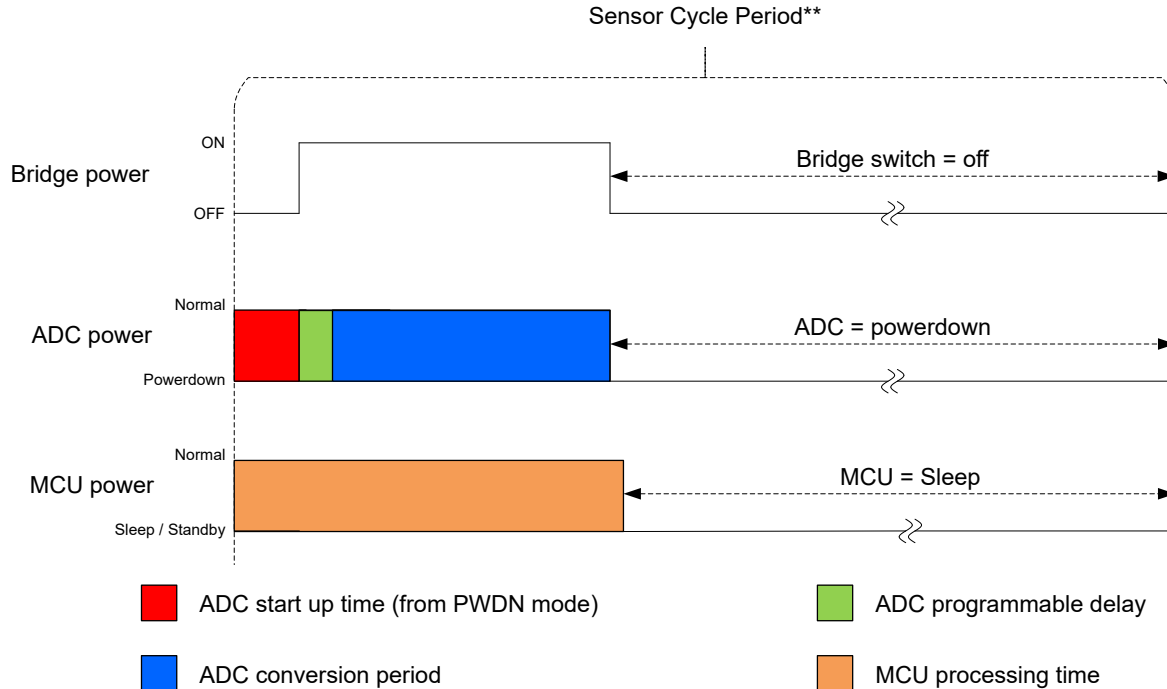 Sensor Cycle Period**
ON
Bridge power
Bridge switch = off
OFF
Normal
ADC power
ADC = powerdown
Powerdown
Normal
MCU power
MCU = Sleep
Sleep / Standby
ADC start up time (from PWDN mode)
ADC programmable delay
ADC conversion period
MCU processing time